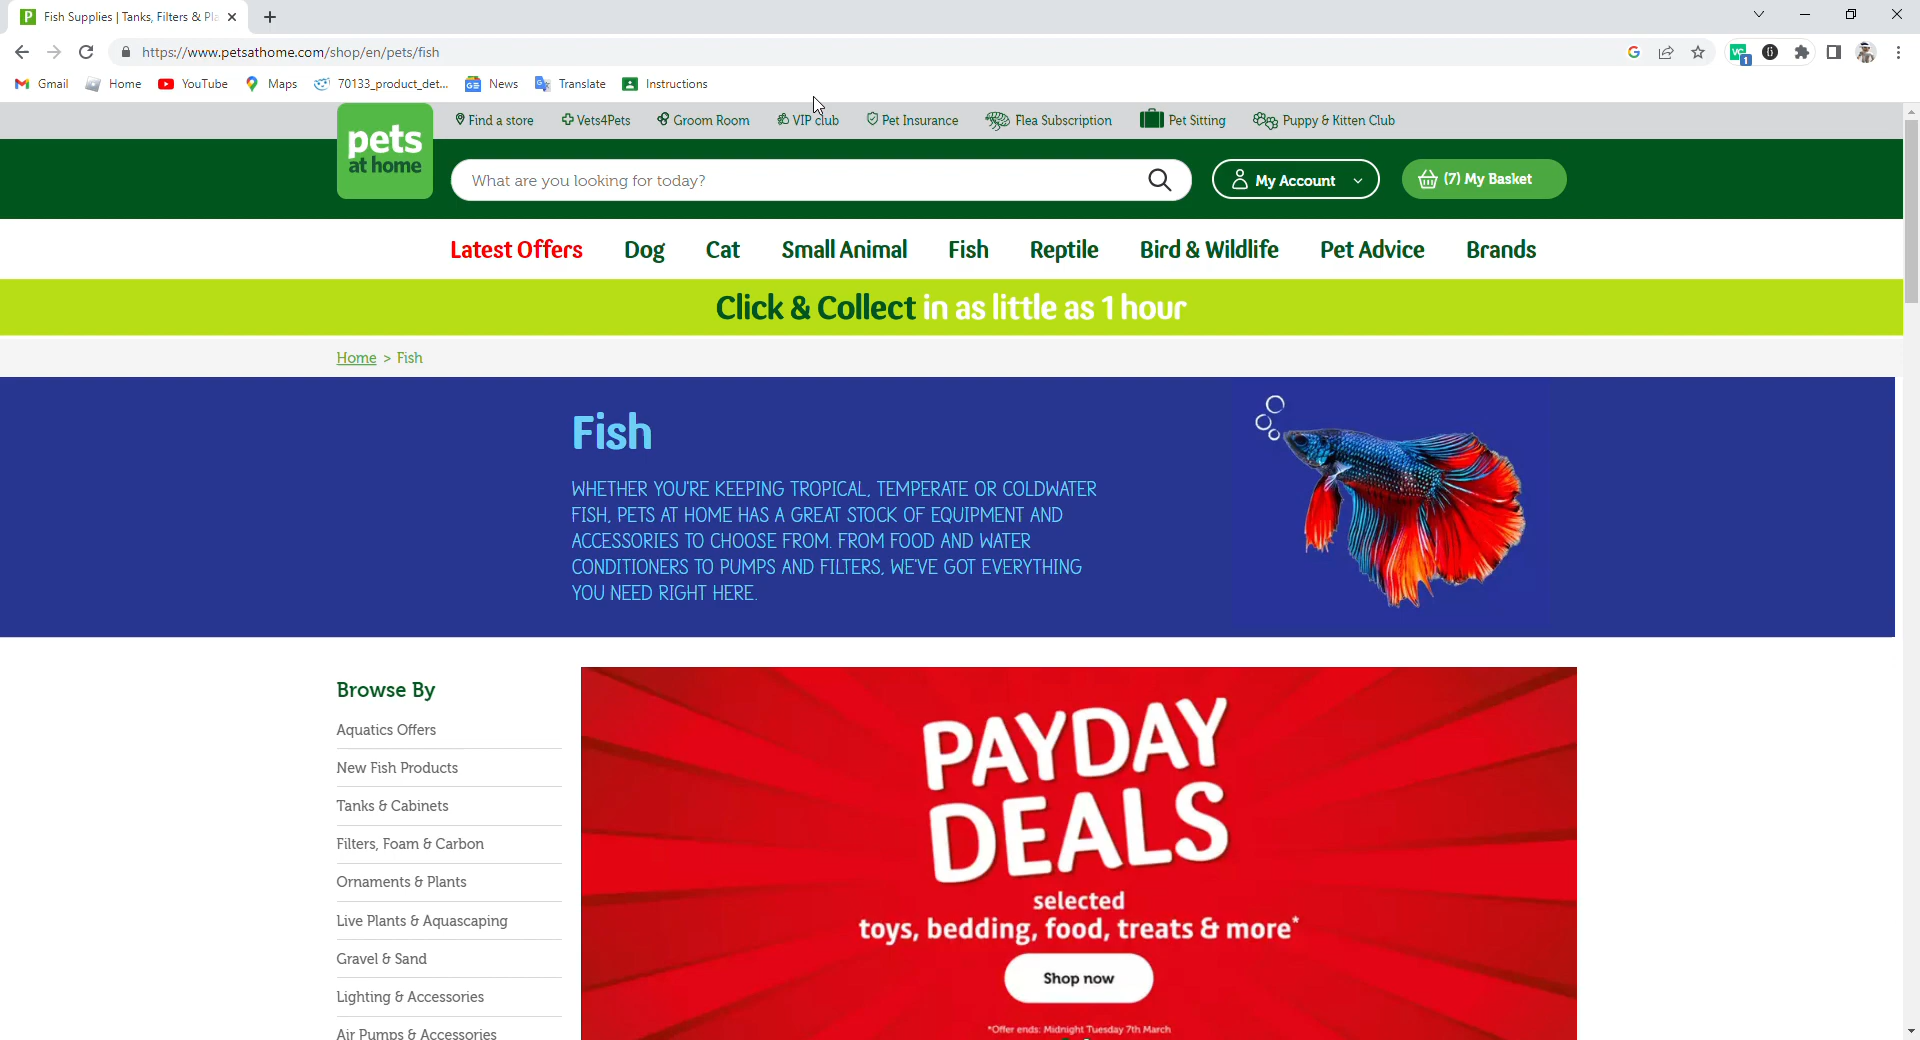 Fish Supplies | Tanks, Filters & Pla
https://www.petsathome.com/shop/en/pets/fish
Gmail Home YouTube Maps 70133_product_det... News Translate Instructions
Find a store Vets4Pets Groom Room VIP club Pet Insurance Flea Subscription Pet Sitting Puppy & Kitten Club
pets
at home
What are you looking for today?
My Account
(7) My Basket
Latest Offers Dog Cat Small Animal Fish Reptile Bird & Wildlife Pet Advice Brands
Click & Collect in as little as 1 hour
Home > Fish
Fish
WHETHER YOU'RE KEEPING TROPICAL, TEMPERATE OR COLDWATER
FISH, PETS AT HOME HAS A GREAT STOCK OF EQUIPMENT AND
ACCESSORIES TO CHOOSE FROM. FROM FOOD AND WATER
CONDITIONERS TO PUMPS AND FILTERS, WE'VE GOT EVERYTHING
YOU NEED RIGHT HERE.
Browse By
Aquatics Offers
New Fish Products
Tanks & Cabinets
Filters, Foam & Carbon
Ornaments & Plants
Live Plants & Aquascaping
Gravel & Sand
Lighting & Accessories
Air Pumps & Accessories
PAYDAY
DEALS
selected
toys, bedding, food, treats & more*
Shop now
*Offer ends: Midnight Tuesday 7th March